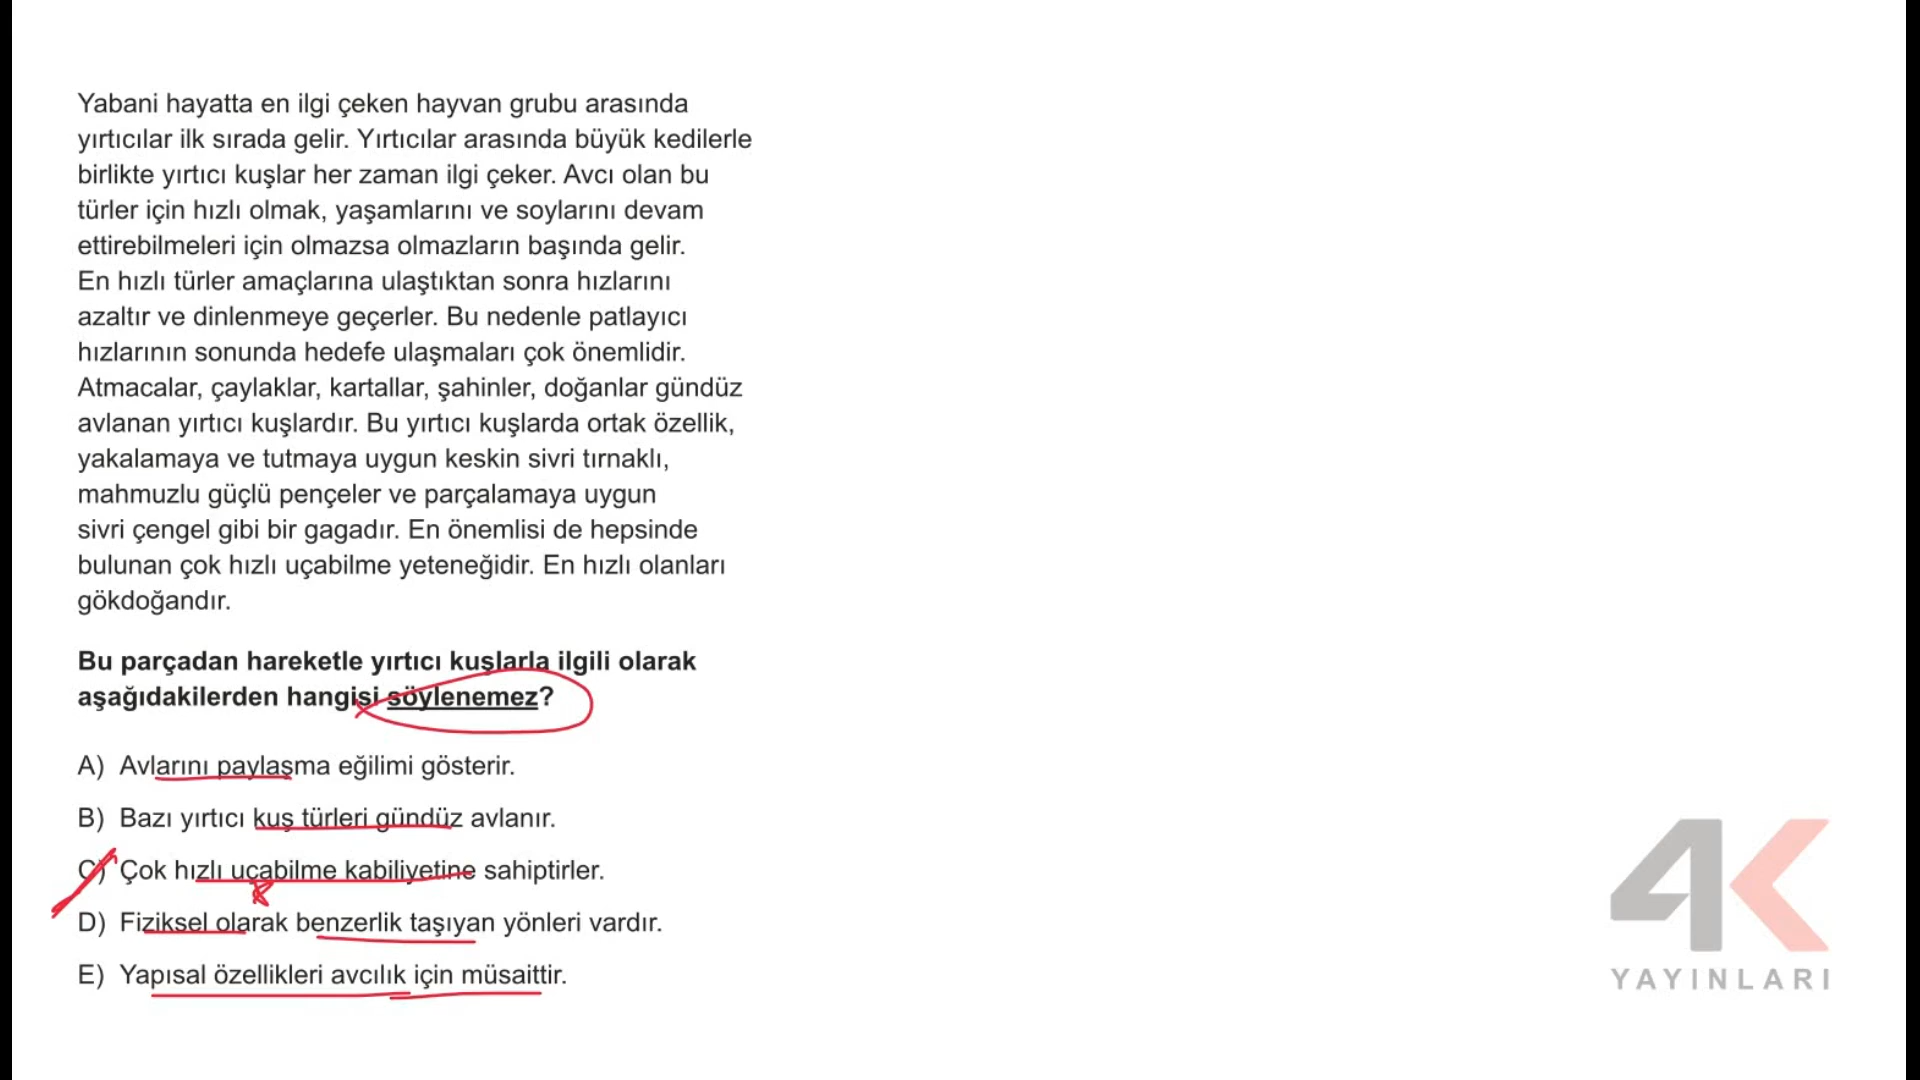 Yabani hayatta en ilgi çeken hayvan grubu arasında
yırtıcılar ilk sırada gelir. Yırtıcılar arasında büyük kedilerle
birlikte yırtıcı kuşlar her zaman ilgi çeker. Avcı olan bu
türler için hızlı olmak, yaşamlarını ve soylarını devam
ettirebilmeleri için olmazsa olmazların başında gelir.
En hızlı türler amaçlarına ulaştıktan sonra hızlarını
azaltır ve dinlenmeye geçerler. Bu nedenle patlayıcı
hızlarının sonunda hedefe ulaşmaları çok önemlidir.
Atmacalar, çaylaklar, kartallar, şahinler, doğanlar gündüz
avlanan yırtıcı kuşlardır. Bu yırtıcı kuşlarda ortak özellik,
yakalamaya ve tutmaya uygun keskin sivri tırnaklı,
mahmuzlu güçlü pençeler ve parçalamaya uygun
sivri çengel gibi bir gagadır. En önemlisi de hepsinde
bulunan çok hızlı uçabilme yeteneğidir. En hızlı olanları
gökdoğandır.
Bu parçadan hareketle yırtıcı kuşlarla ilgili olarak
aşağıdakilerden hangisi söylenemez?
A) Avlarını paylaşma eğilimi gösterir.
B) Bazı yırtıcı kuş türleri gündüz avlanır.
C) Çok hızlı uçabilme kabiliyetine sahiptirler.
D) Fiziksel olarak benzerlik taşıyan yönleri vardır.
E) Yapısal özellikleri avcılık için müsaittir.
4K
YAYINLARI